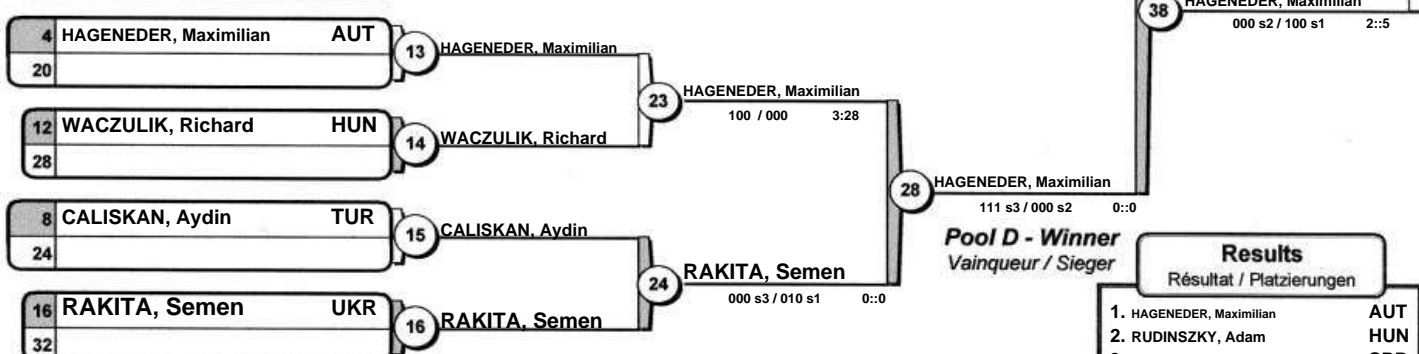 HAGENEDER, Maximilian
38
000 s2 / 100 s1 2::5
4 HAGENEDER, Maximilian AUT
20
13
HAGENEDER, Maximilian
23
HAGENEDER, Maximilian
100 / 000 3:28
12 WACZULIK, Richard HUN
28
14
WACZULIK, Richard
28
HAGENEDER, Maximilian
111 s3 / 000 s2 0::0
8 CALISKAN, Aydin TUR
24
15
CALISKAN, Aydin
24
RAKITA, Semen
000 s3 / 010 s1 0::0
16 RAKITA, Semen UKR
32
16
RAKITA, Semen
Pool D - Winner
Vainqueur / Sieger
Results
Résultat / Platzierungen
1. HAGENEDER, Maximilian AUT
2. RUDINSZKY, Adam HUN